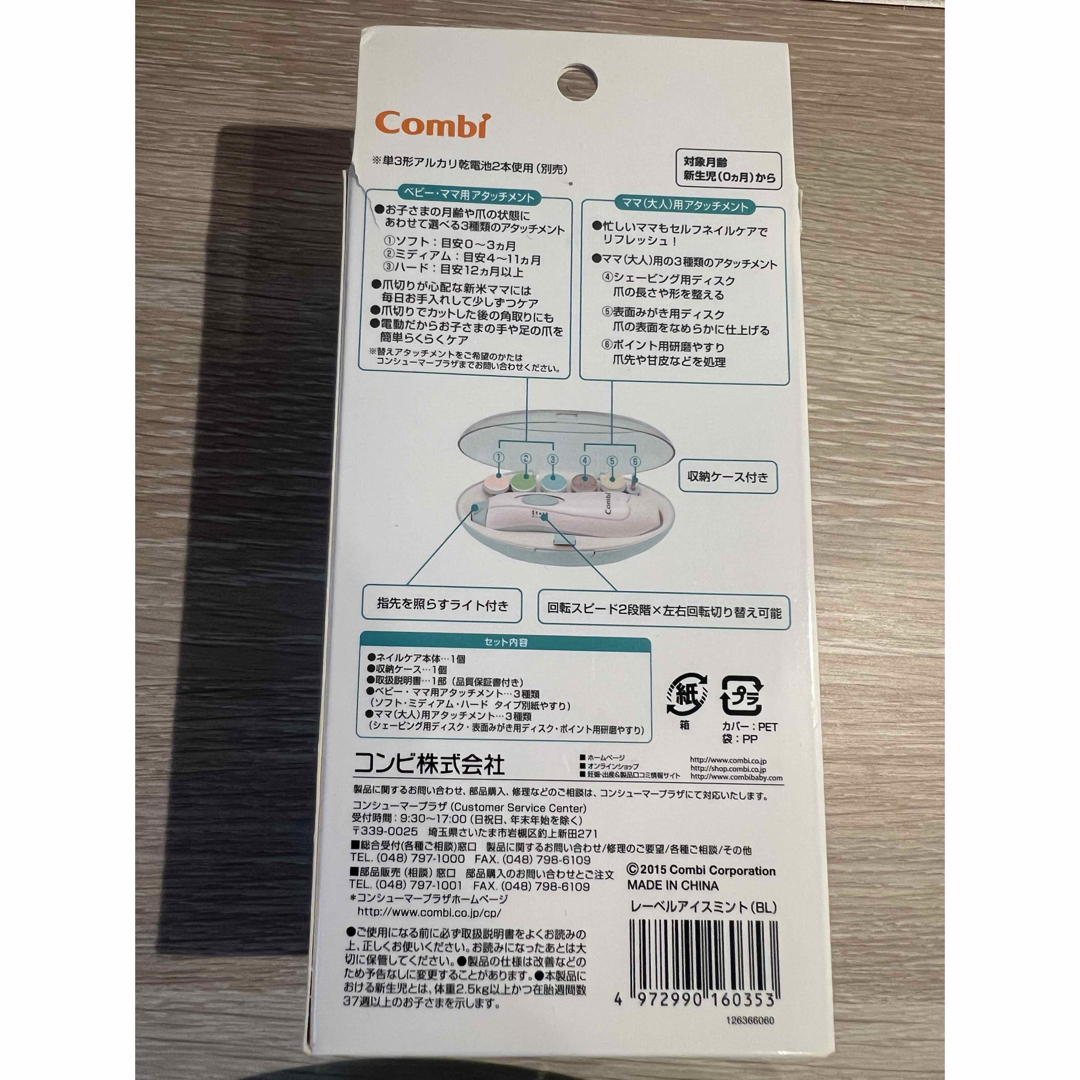 Combi
※単3形アルカリ乾電池2本使用(別売)
対象月齢
新生児(0ヵ月)から
ベビー・ママ用アタッチメント
●お子さまの月齢や爪の状態に
あわせて選べる3種類のアタッチメント
①ソフト：目安0～3ヵ月
②ミディアム：目安4～11ヵ月
③ハード：目安12ヵ月以上
●爪切りが心配な新米ママには
毎日お手入れして少しずつケア
●爪切りでカットした後の角取りにも
●電動だからお子さまの手や足の爪を
簡単らくらくケア
※替えアタッチメントをご希望のかたは
コンシューマープラザまでお問い合わせください。
ママ(大人)用アタッチメント
●忙しいママもセルフネイルケアで
リフレッシュ！
●ママ(大人)用の3種類のアタッチメント
④シェービング用ディスク
爪の長さや形を整える
⑤表面みがき用ディスク
爪の表面をなめらかに仕上げる
⑥ポイント用研磨やすり
爪先や甘皮などを処理
① ② ③ ④ ⑤ ⑥
Combi
収納ケース付き
指先を照らすライト付き
回転スピード2段階×左右回転切り替え可能
セット内容
●ネイルケア本体…1個
●収納ケース…1個
●取扱説明書…1部（品質保証書付き）
●ベビー・ママ用アタッチメント…3種類
(ソフト・ミディアム・ハード タイプ別紙やすり)
●ママ(大人)用アタッチメント…3種類
(シェービング用ディスク・表面みがき用ディスク・ポイント用研磨やすり)
紙
箱
プラ
カバー：PET
袋：PP
コンビ株式会社
■ホームページ http://www.combi.co.jp
■オンラインショップ http://shop.combi.co.jp
■妊娠・出産&製品口コミ情報サイト http://www.combibaby.com
製品に関するお問い合わせ、部品購入、修理などのご相談は、コンシューマープラザにて対応いたします。
コンシューマープラザ (Customer Service Center)
受付時間：9:30～17:00 (日祝日、年末年始を除く)
〒339-0025 埼玉県さいたま市岩槻区釣上新田271
■総合受付(各種ご相談)窓口 製品に関するお問い合わせ/修理のご要望/各種ご相談/その他
TEL. (048) 797-1000 FAX. (048) 798-6109
■部品販売(相談)窓口 部品購入のお問い合わせとご注文
TEL. (048) 797-1001 FAX. (048) 798-6109
*コンシューマープラザホームページ
http://www.combi.co.jp/cp/
©2015 Combi Corporation
MADE IN CHINA
レーベルアイスミント(BL)
●ご使用になる前に必ず取扱説明書をよくお読みの
上、正しくお使いください。お読みになったあとは大
切に保管してください。●製品の仕様は改善などの
ため予告なしに変更することがあります。●本製品に
おける新生児とは、体重2.5kg以上かつ在胎週間数
37週以上のお子さまを示します。
4 972990 160353
126366060